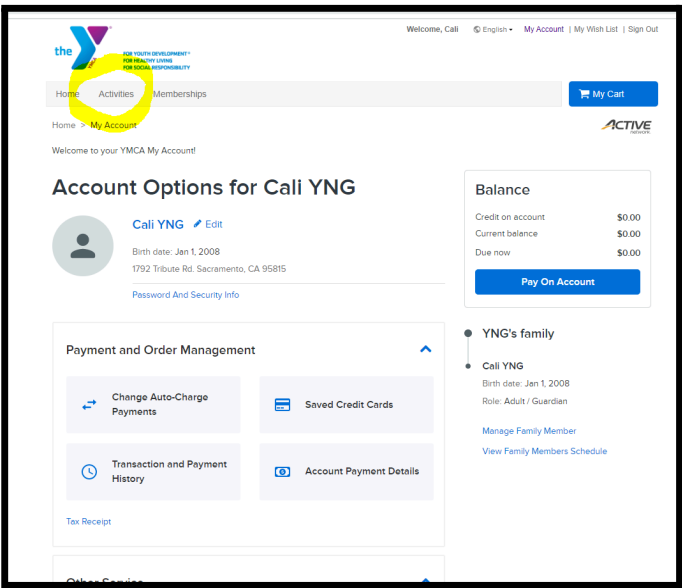 Welcome, Cali English My Account | My Wish List | Sign Out
the YMCA
FOR YOUTH DEVELOPMENT®
FOR HEALTHY LIVING
FOR SOCIAL RESPONSIBILITY
Home Activities Memberships My Cart
Home > My Account
ACTIVE network
Welcome to your YMCA My Account!
Account Options for Cali YNG
Cali YNG Edit
Birth date: Jan 1, 2008
1792 Tribute Rd. Sacramento, CA 95815
Password And Security Info
Balance
Credit on account $0.00
Current balance $0.00
Due now $0.00
Pay On Account
Payment and Order Management
Change Auto-Charge
Payments
Saved Credit Cards
Transaction and Payment
History
Account Payment Details
Tax Receipt
YNG's family
Cali YNG
Birth date: Jan 1, 2008
Role: Adult / Guardian
Manage Family Member
View Family Members Schedule
Other Service